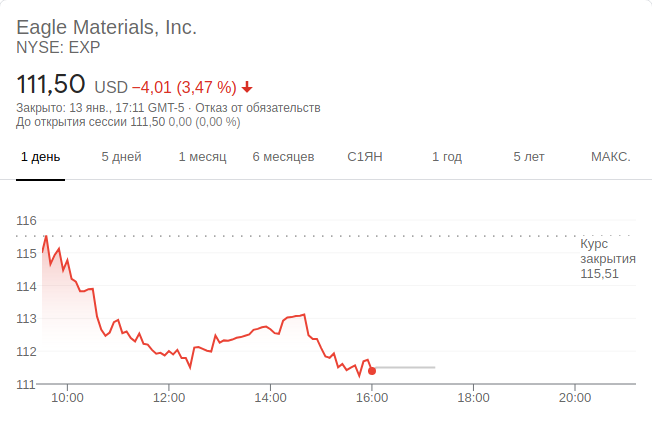 Eagle Materials, Inc.
NYSE: EXP
111,50 USD −4,01 (3,47 %)
Закрыто: 13 янв., 17:11 GMT-5 · Отказ от обязательств
До открытия сессии 111,50 0,00 (0,00 %)
1 день 5 дней 1 месяц 6 месяцев С1ЯН 1 год 5 лет МАКС.
116
115
114
113
112
111
Курс
закрытия
115,51
10:00 12:00 14:00 16:00 18:00 20:00